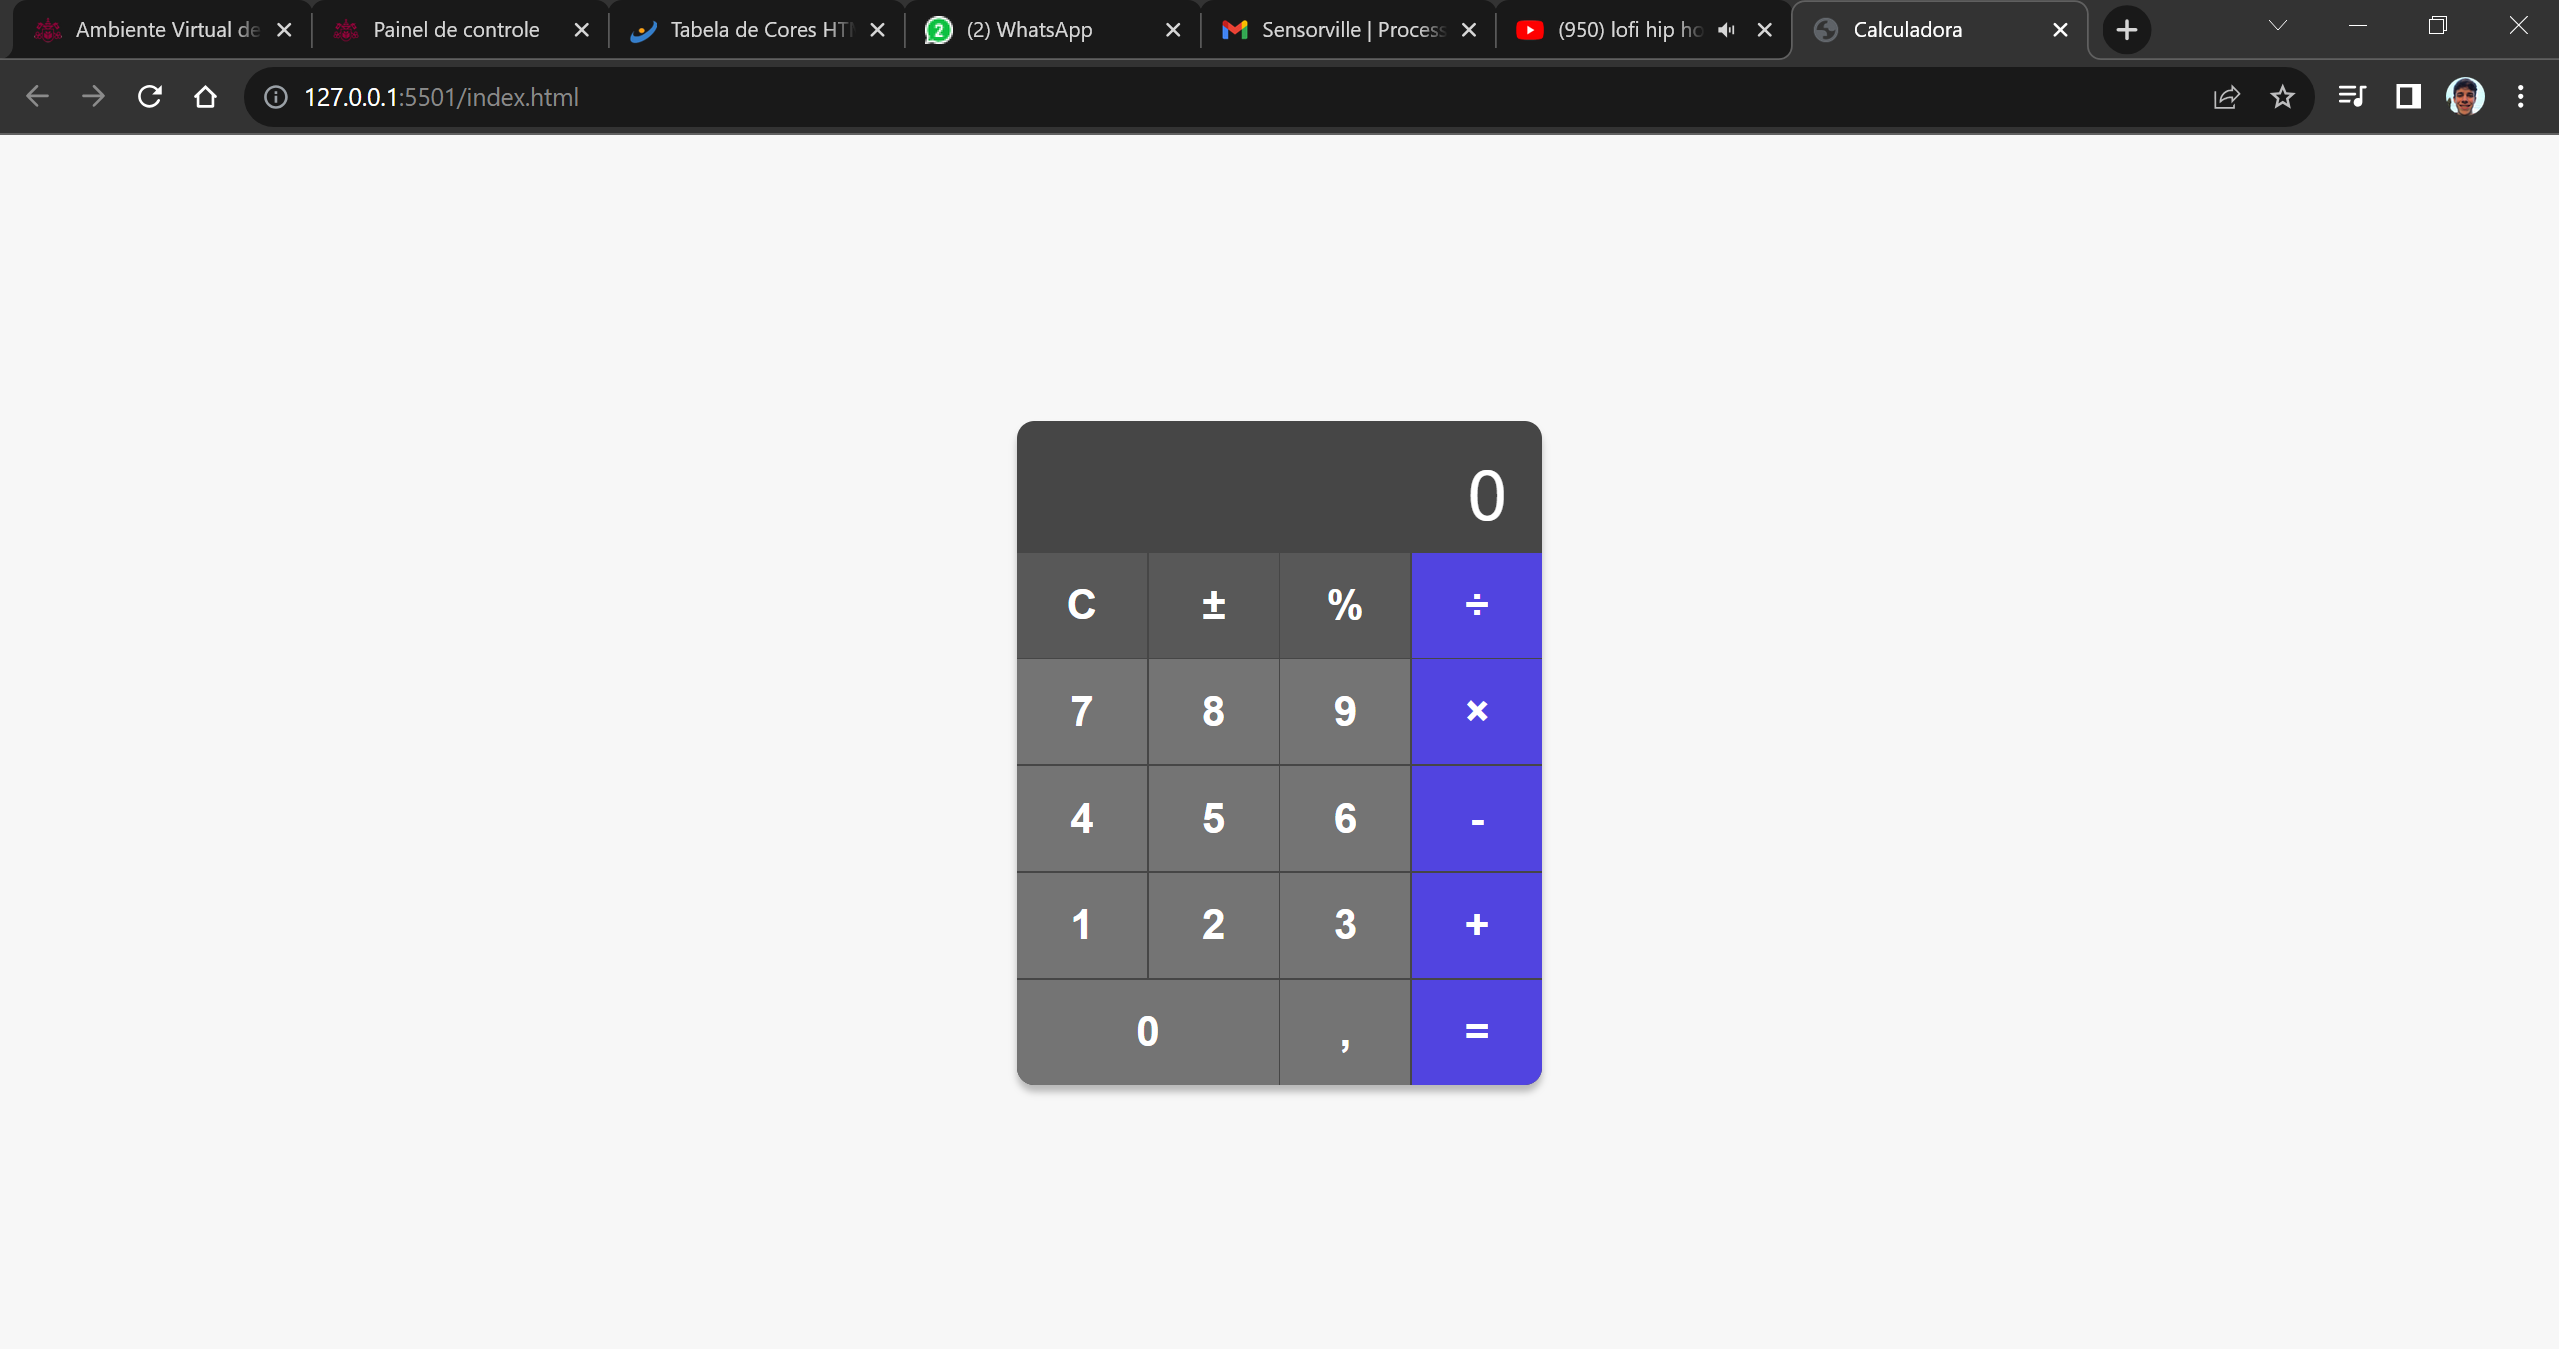 Ambiente Virtual de
Painel de controle
Tabela de Cores HT
(2) WhatsApp
Sensorville | Process
(950) lofi hip ho
Calculadora
127.0.0.1:5501/index.html
0
C ± % ÷
7 8 9 ×
4 5 6 -
1 2 3 +
0 , =